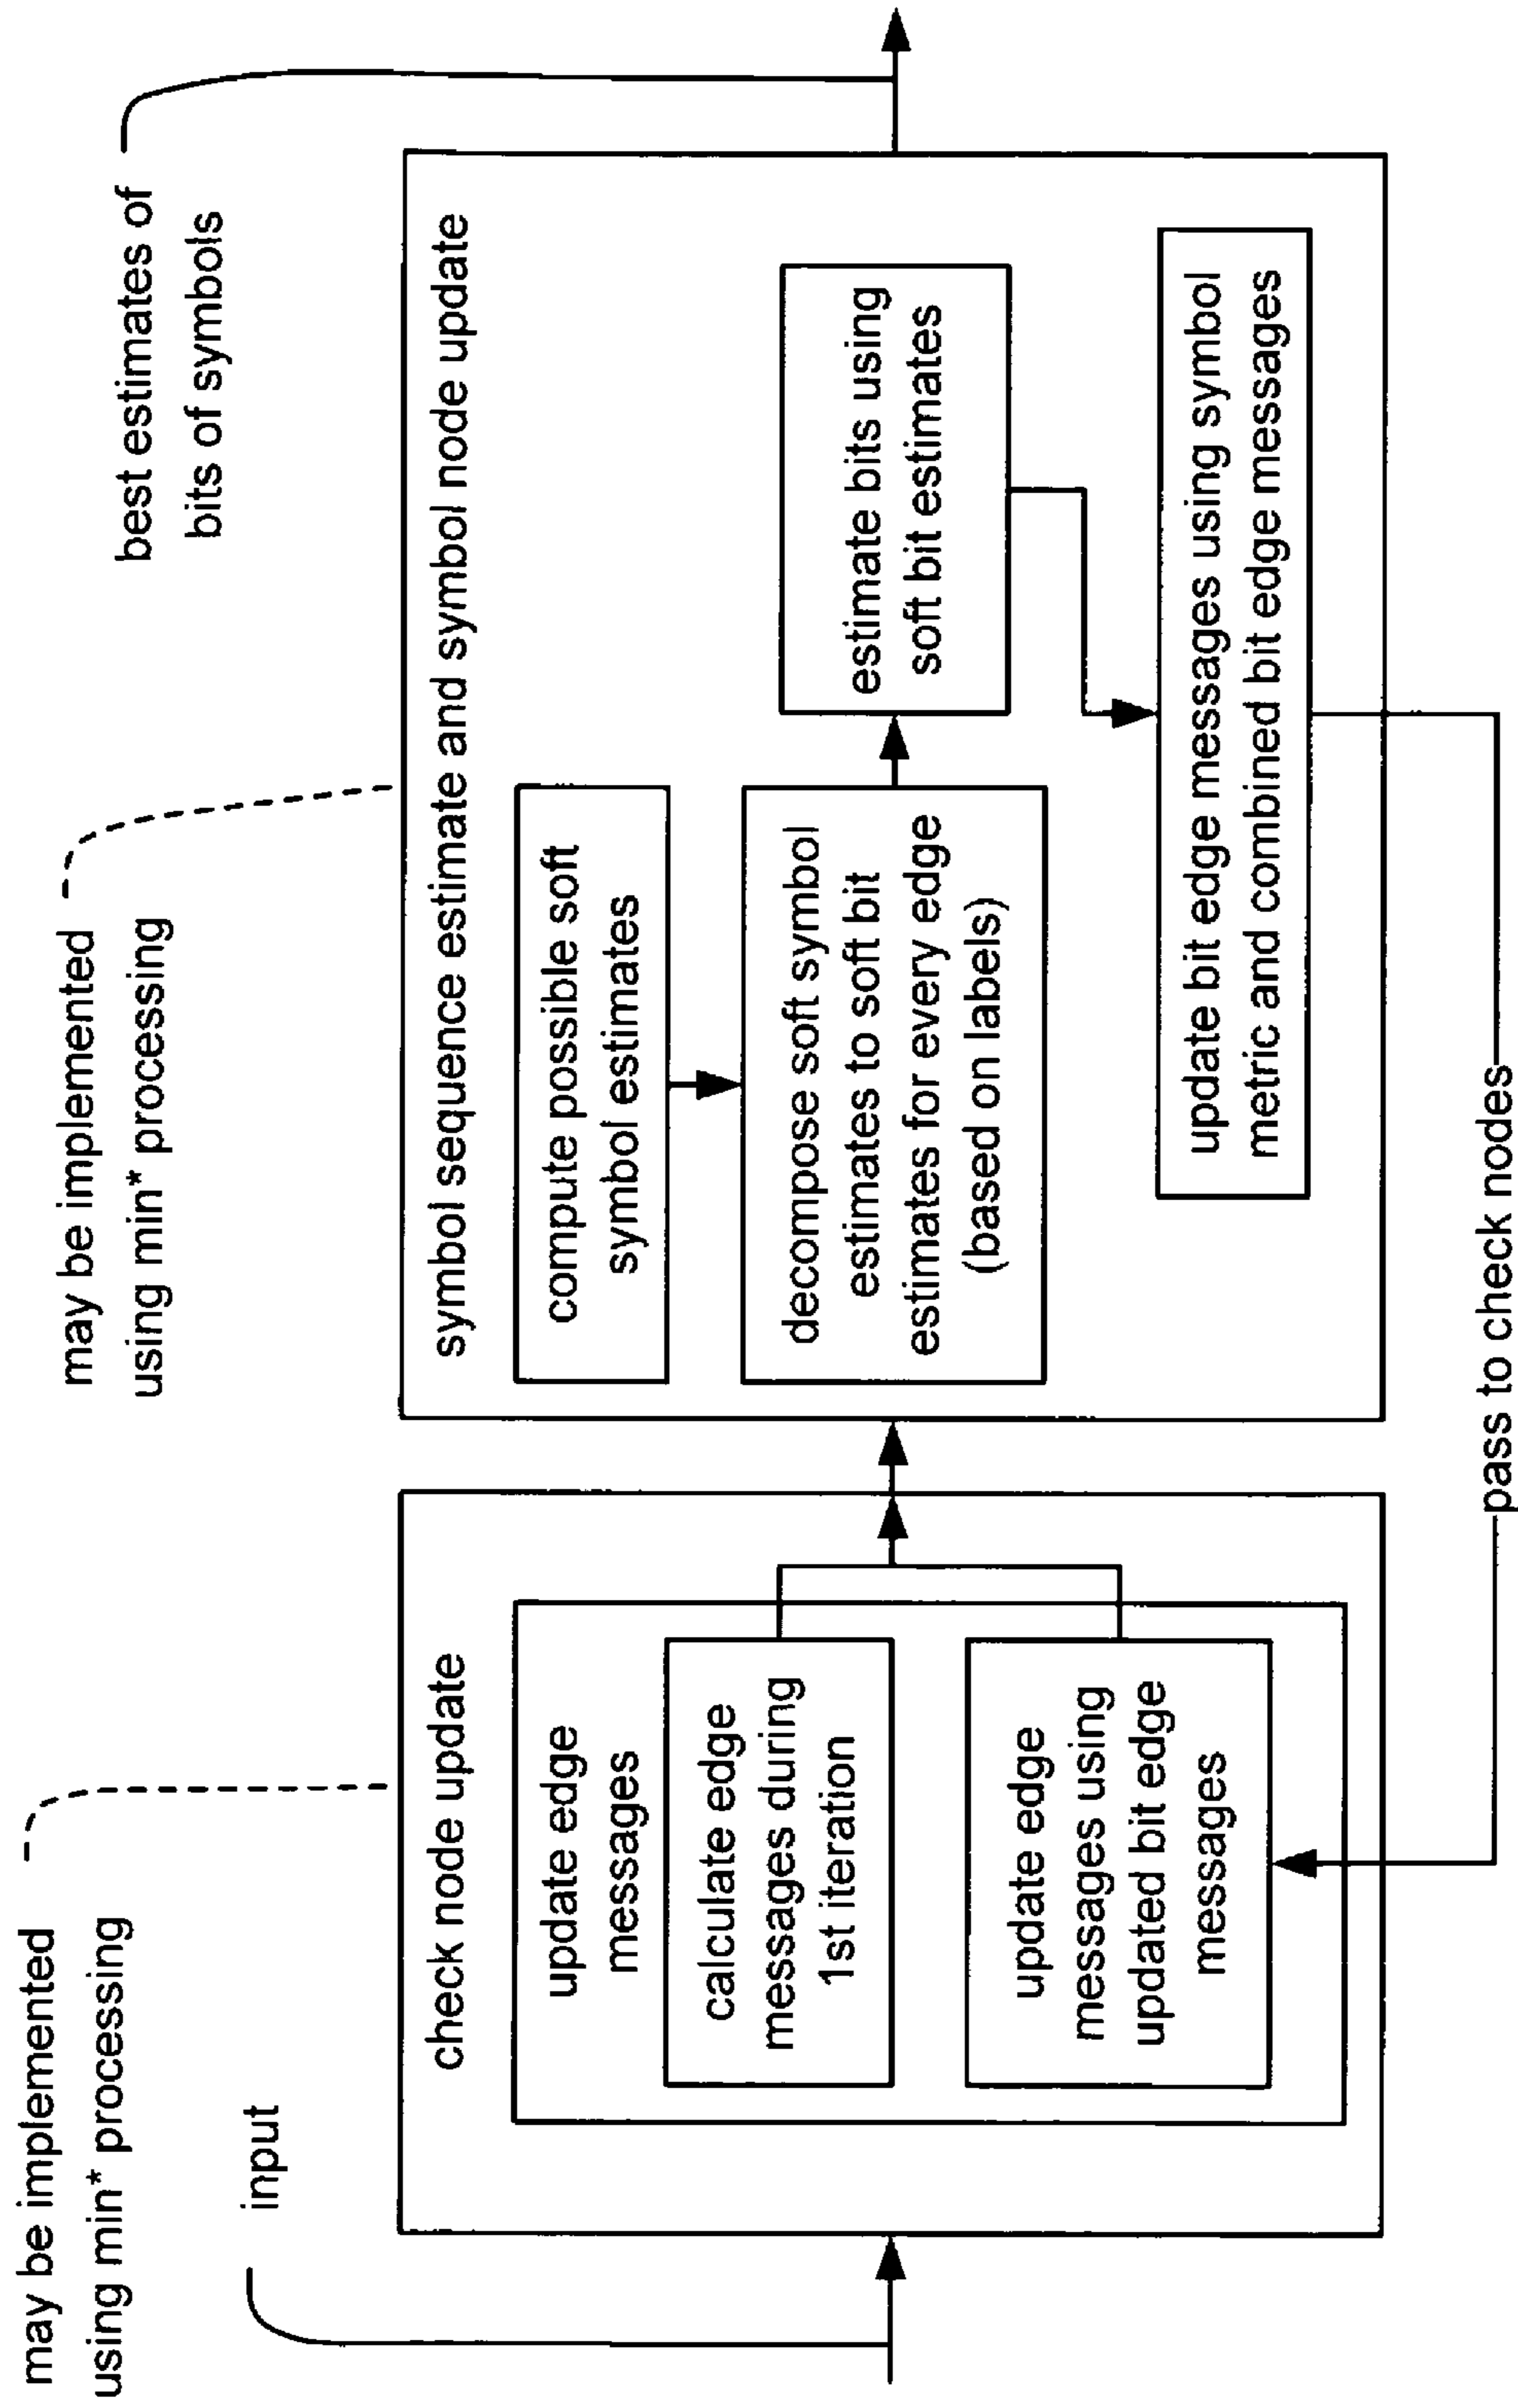 may be implemented
using min* processing
input
check node update
update edge
messages
calculate edge
messages during
1st iteration
update edge
messages using
updated bit edge
messages
may be implemented
using min* processing
symbol sequence estimate and symbol node update
compute possible soft
symbol estimates
decompose soft symbol
estimates to soft bit
estimates for every edge
(based on labels)
estimate bits using
soft bit estimates
update bit edge messages using symbol
metric and combined bit edge messages
best estimates of
bits of symbols
pass to check nodes